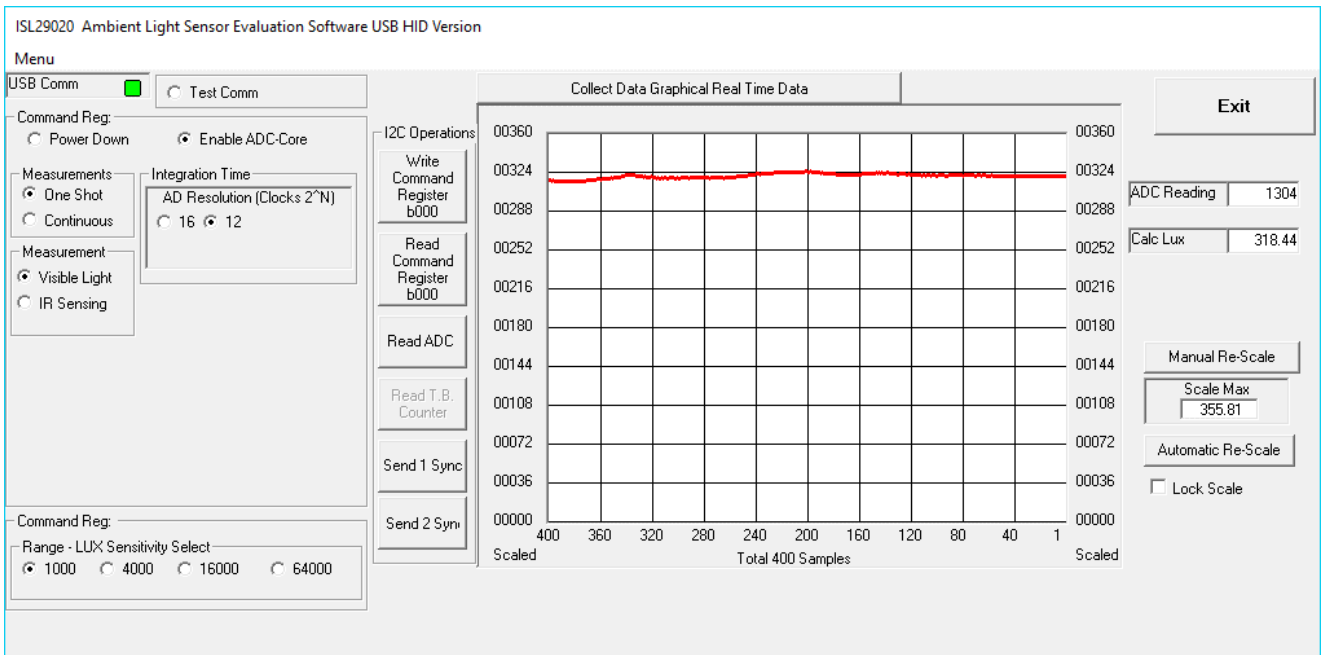 ISL29020 Ambient Light Sensor Evaluation Software USB HID Version
Menu
USB Comm
Test Comm
Command Reg:
Power Down
Enable ADC-Core
Measurements
One Shot
Continuous
Integration Time
AD Resolution (Clocks 2^N)
16
12
Measurement
Visible Light
IR Sensing
Command Reg:
Range - LUX Sensitivity Select
1000
4000
16000
64000
I2C Operations
Write
Command
Register
b000
Read
Command
Register
b000
Read ADC
Read T.B.
Counter
Send 1 Sync
Send 2 Syn
Collect Data Graphical Real Time Data
00360
00324
00288
00252
00216
00180
00144
00108
00072
00036
00000
Scaled
400 360 320 280 240 200 160 120 80 40 1
Total 400 Samples
00360
00324
00288
00252
00216
00180
00144
00108
00072
00036
00000
Scaled
Exit
ADC Reading 1304
Calc Lux 318.44
Manual Re-Scale
Scale Max
355.81
Automatic Re-Scale
Lock Scale